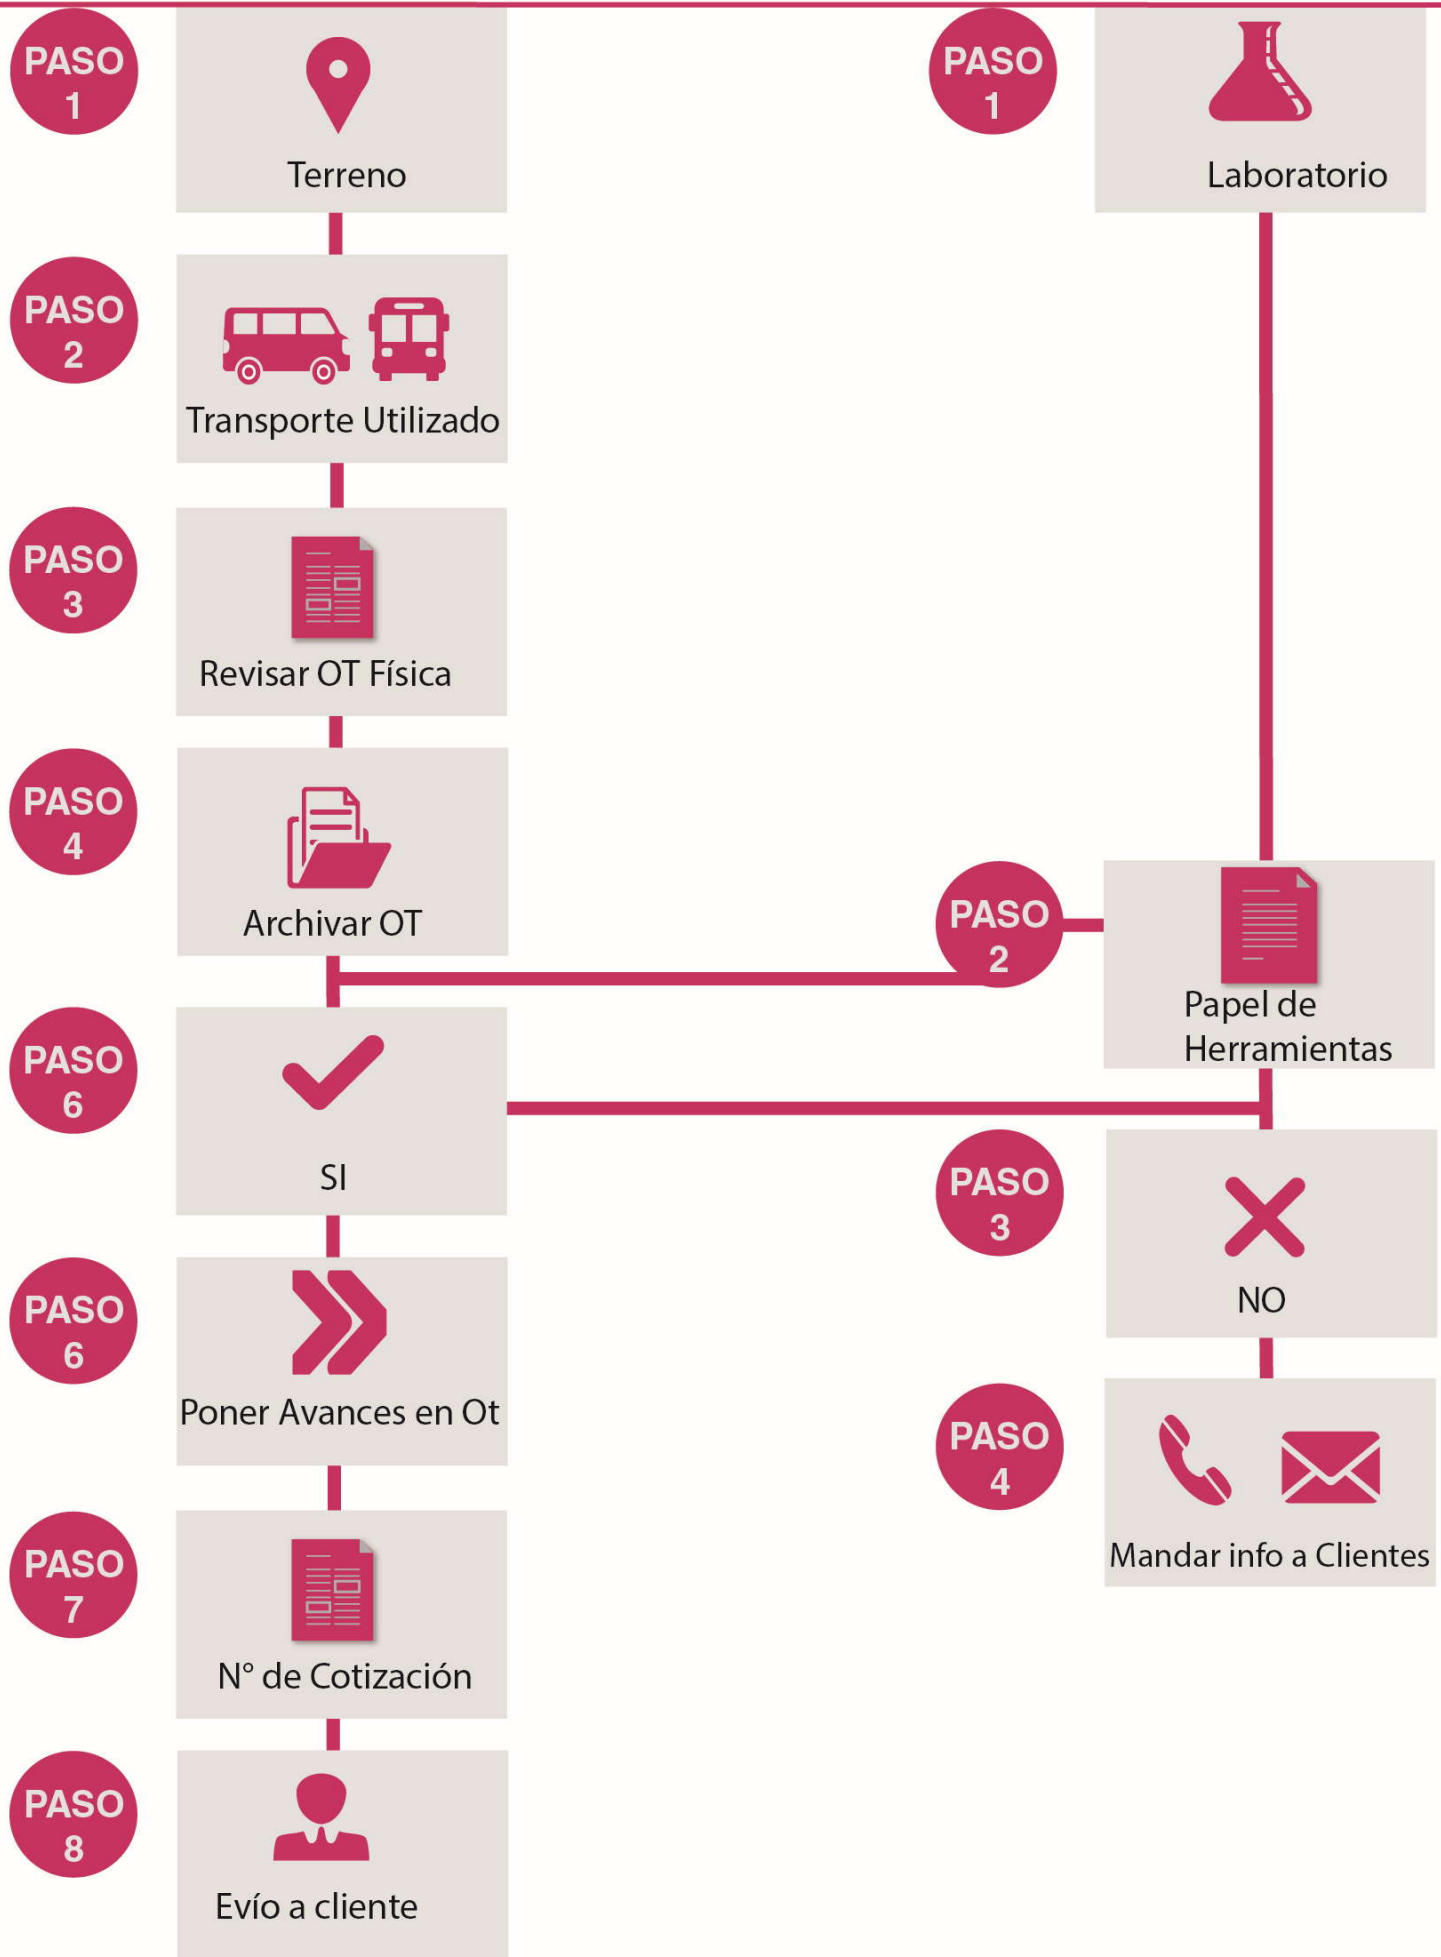 PASO
1
Terreno
PASO
2
Transporte Utilizado
PASO
3
Revisar OT Física
PASO
4
Archivar OT
PASO
6
SI
PASO
6
Poner Avances en Ot
PASO
7
N° de Cotización
PASO
8
Evío a cliente
PASO
1
Laboratorio
PASO
2
Papel de
Herramientas
PASO
3
NO
PASO
4
Mandar info a Clientes